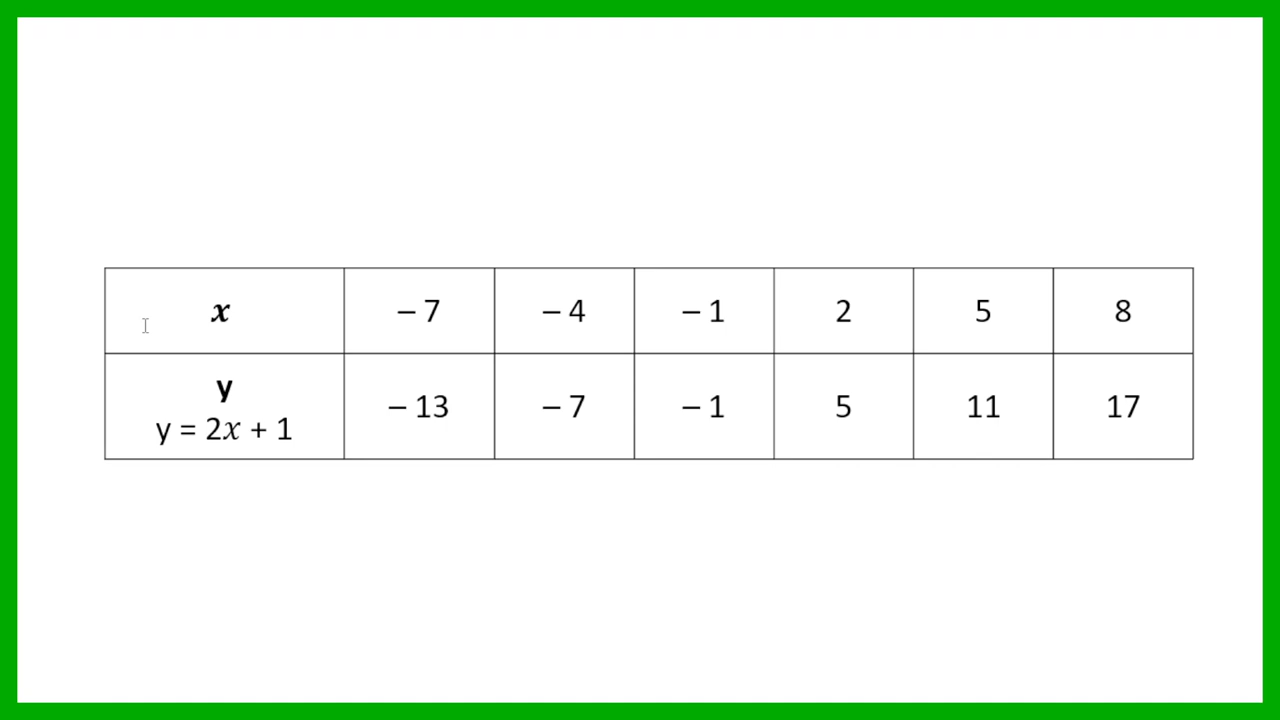 x – 7 – 4 – 1 2 5 8
y
y = 2x + 1 – 13 – 7 – 1 5 11 17